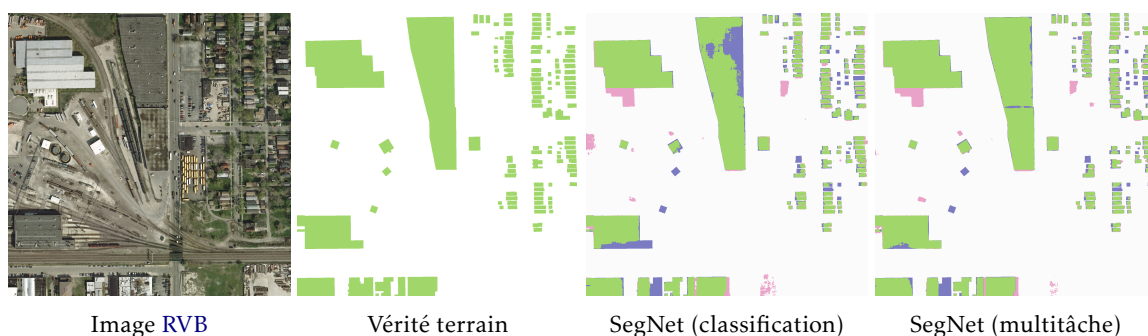 Image RVB
Vérité terrain
SegNet (classification)
SegNet (multitâche)